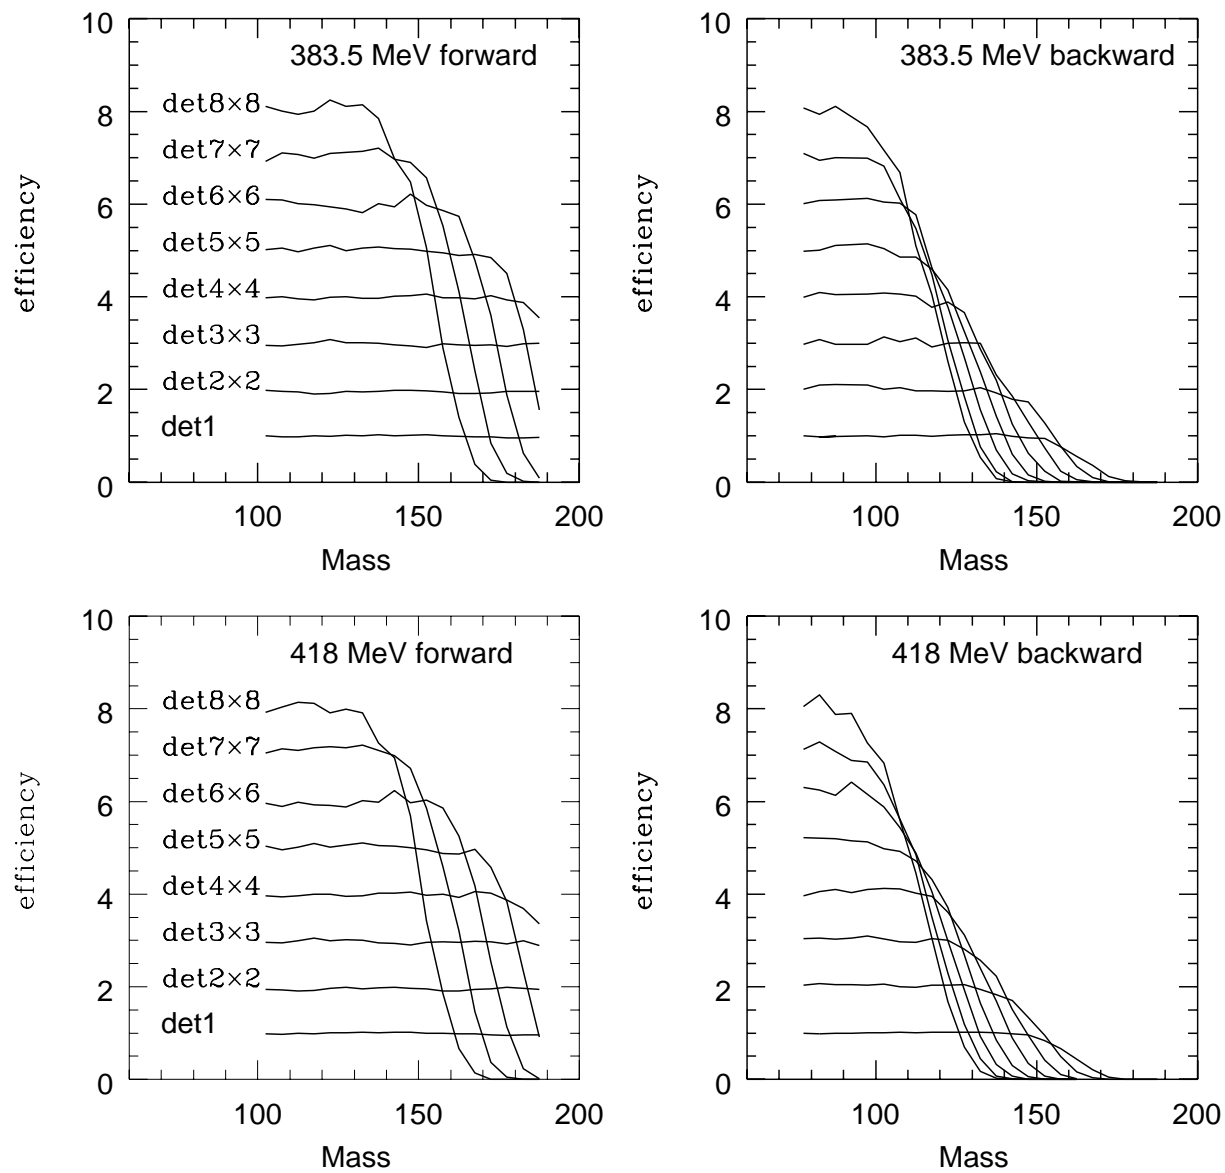 383.5 MeV forward
10
8
6
4
2
0
efficiency
det8×8
det7×7
det6×6
det5×5
det4×4
det3×3
det2×2
det1
100 150 200
Mass
383.5 MeV backward
10
8
6
4
2
0
efficiency
100 150 200
Mass
418 MeV forward
10
8
6
4
2
0
efficiency
det8×8
det7×7
det6×6
det5×5
det4×4
det3×3
det2×2
det1
100 150 200
Mass
418 MeV backward
10
8
6
4
2
0
efficiency
100 150 200
Mass